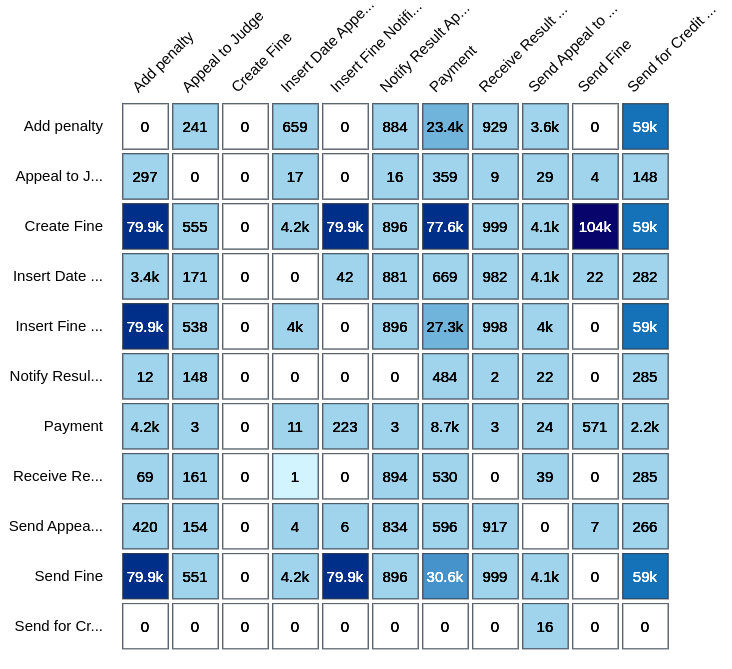 Add penalty
Appeal to Judge
Create Fine
Insert Date Appe...
Insert Fine Notifi...
Notify Result Ap...
Payment
Receive Result ...
Send Appeal to ...
Send Fine
Send for Credit ...
Add penalty 0 241 0 659 0 884 23.4k 929 3.6k 0 59k
Appeal to J... 297 0 0 17 0 16 359 9 29 4 148
Create Fine 79.9k 555 0 4.2k 79.9k 896 77.6k 999 4.1k 104k 59k
Insert Date ... 3.4k 171 0 0 42 881 669 982 4.1k 22 282
Insert Fine ... 79.9k 538 0 4k 0 896 27.3k 998 4k 0 59k
Notify Resul... 12 148 0 0 0 0 484 2 22 0 285
Payment 4.2k 3 0 11 223 3 8.7k 3 24 571 2.2k
Receive Re... 69 161 0 1 0 894 530 0 39 0 285
Send Appea... 420 154 0 4 6 834 596 917 0 7 266
Send Fine 79.9k 551 0 4.2k 79.9k 896 30.6k 999 4.1k 0 59k
Send for Cr... 0 0 0 0 0 0 0 0 16 0 0